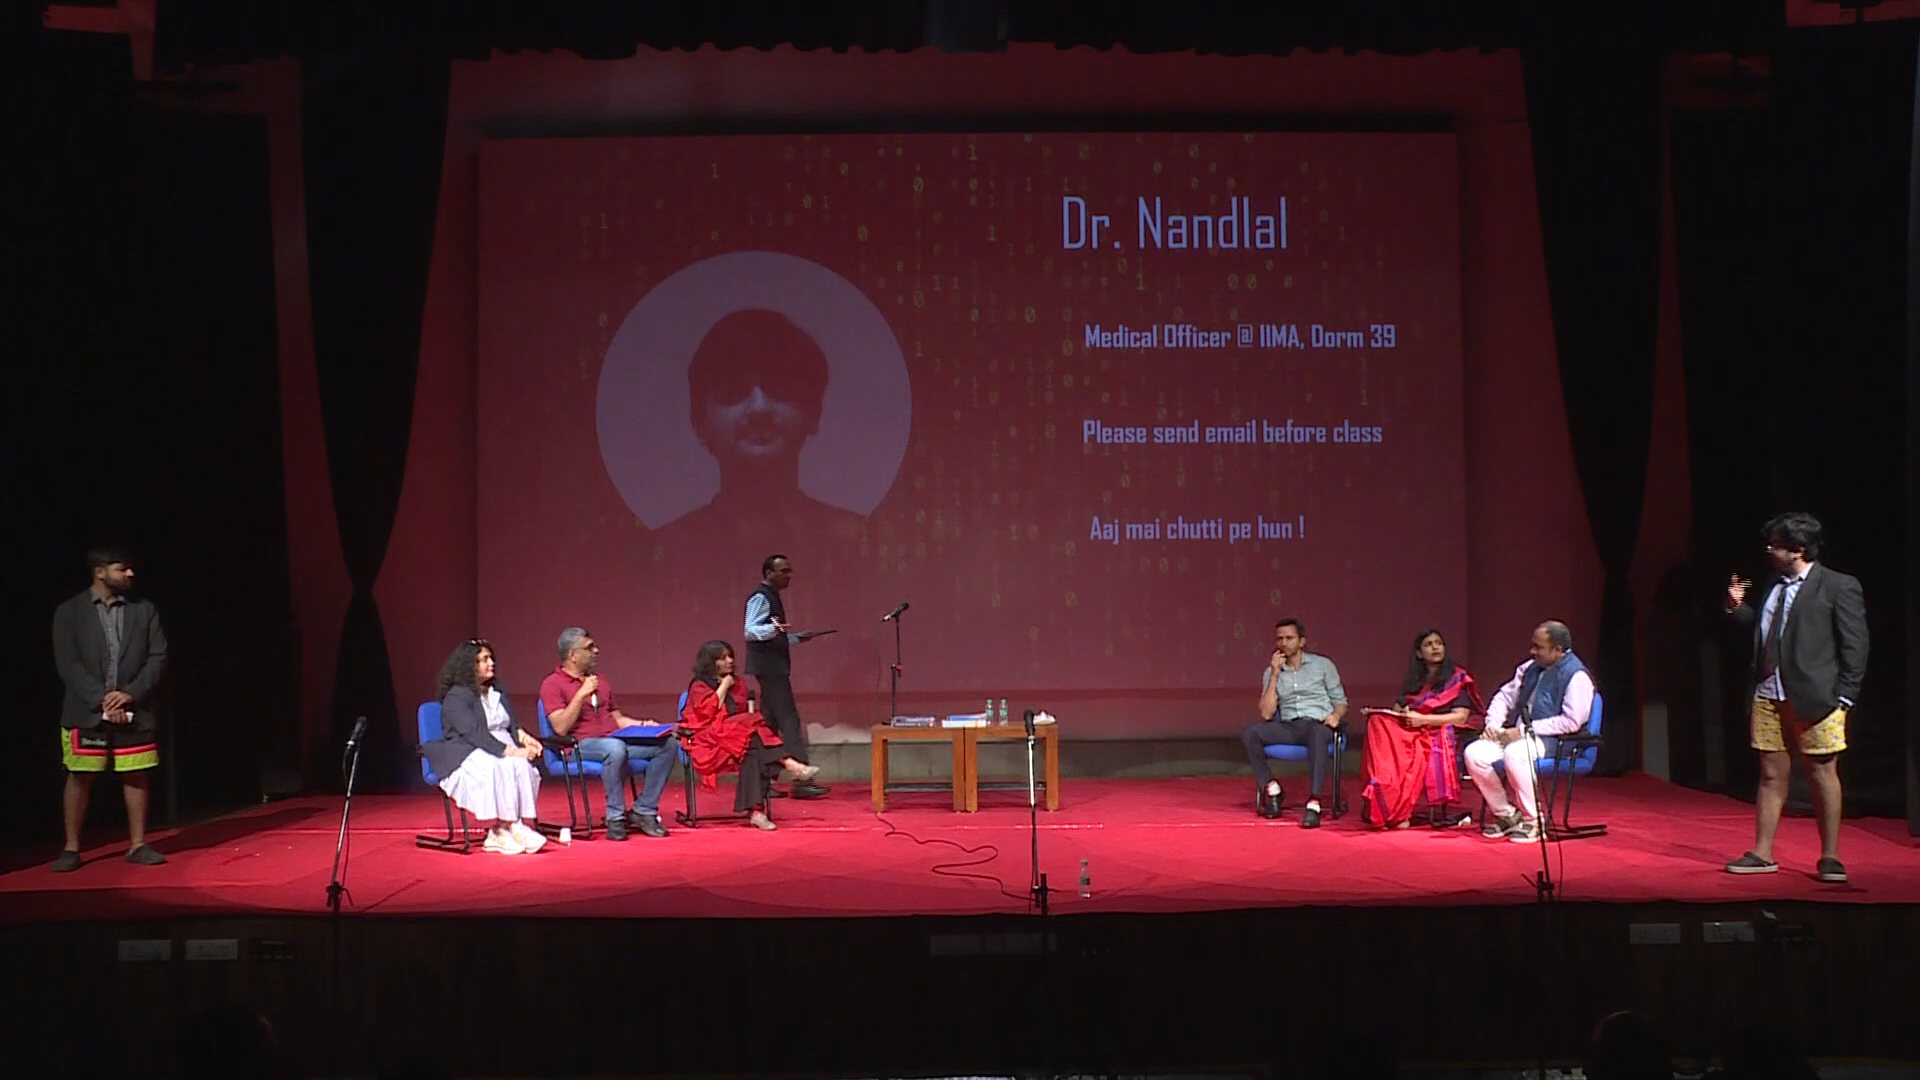 Dr. Nandlal
Medical Officer @ IIMA, Dorm 39
Please send email before class
Aaj mai chutti pe hun !